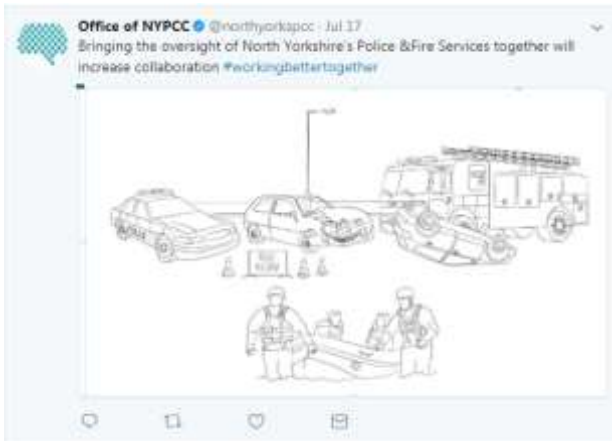 Office of NYPCC @northyorkspcc · Jul 17
Bringing the oversight of North Yorkshire's Police &Fire Services together will
increase collaboration #workingbettertogether